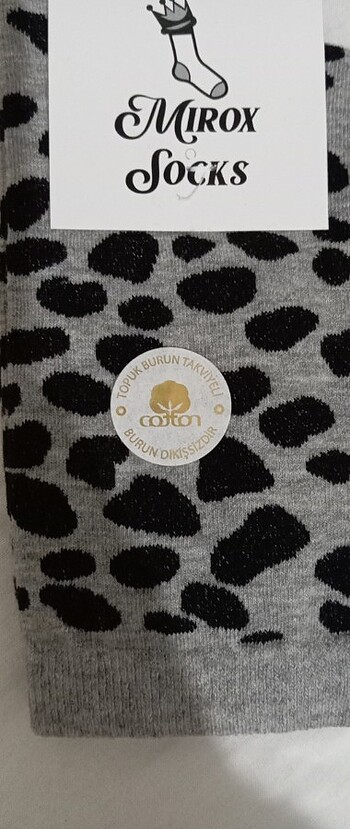 MIROX
SOCKS
TOPUK BURUN TAKVİYELİ
cotton
BURUN DİKİŞSİZDİR